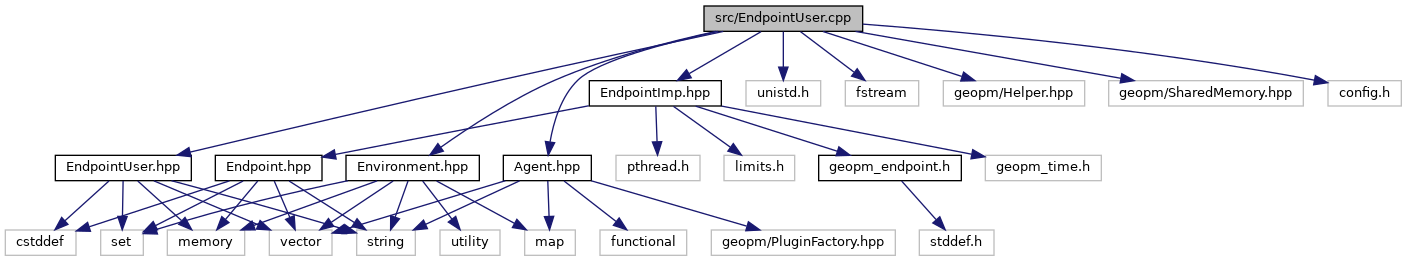 src/EndpointUser.cpp
EndpointImp.hpp
unistd.h
fstream
geopm/Helper.hpp
geopm/SharedMemory.hpp
config.h
EndpointUser.hpp
Endpoint.hpp
Environment.hpp
Agent.hpp
pthread.h
limits.h
geopm_endpoint.h
geopm_time.h
cstddef
set
memory
vector
string
utility
map
functional
geopm/PluginFactory.hpp
stddef.h